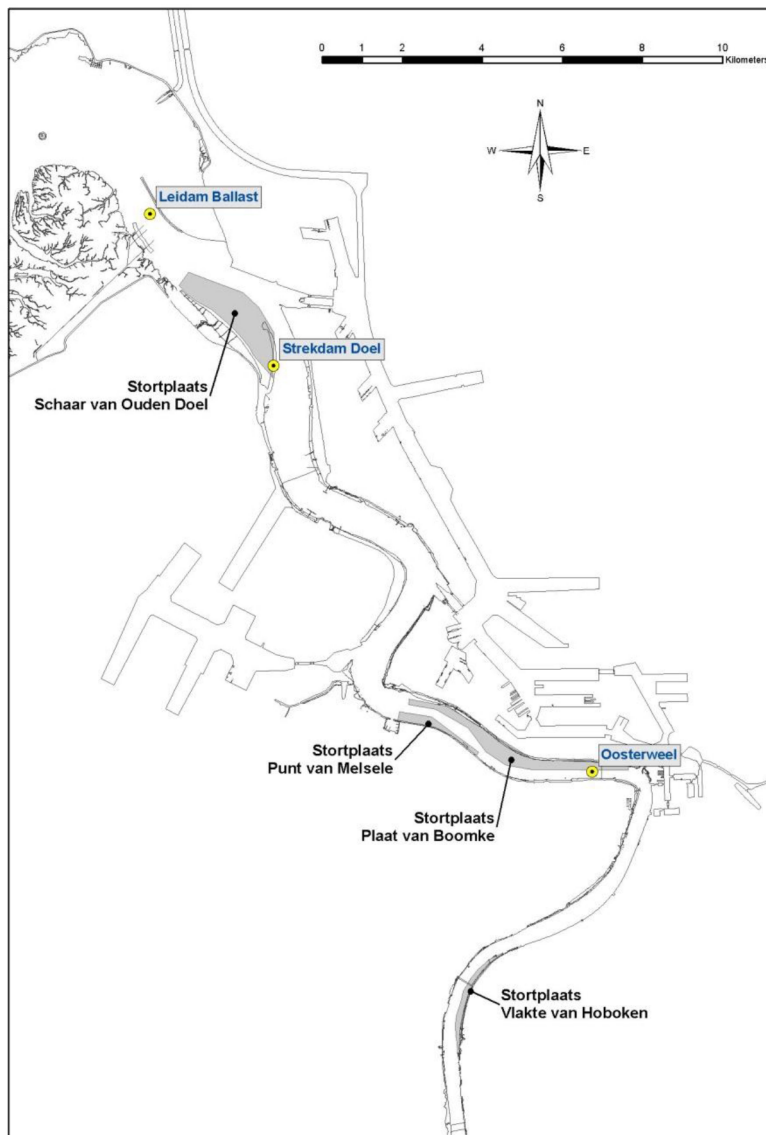 0 1 2 4 6 8 10
Kilometers
N
W E
S
Leidam Ballast
Strekdam Doel
Stortplaats
Schaar van Ouden Doel
Stortplaats
Punt van Melsele
Oosterweel
Stortplaats
Plaat van Boomke
Stortplaats
Vlakte van Hoboken